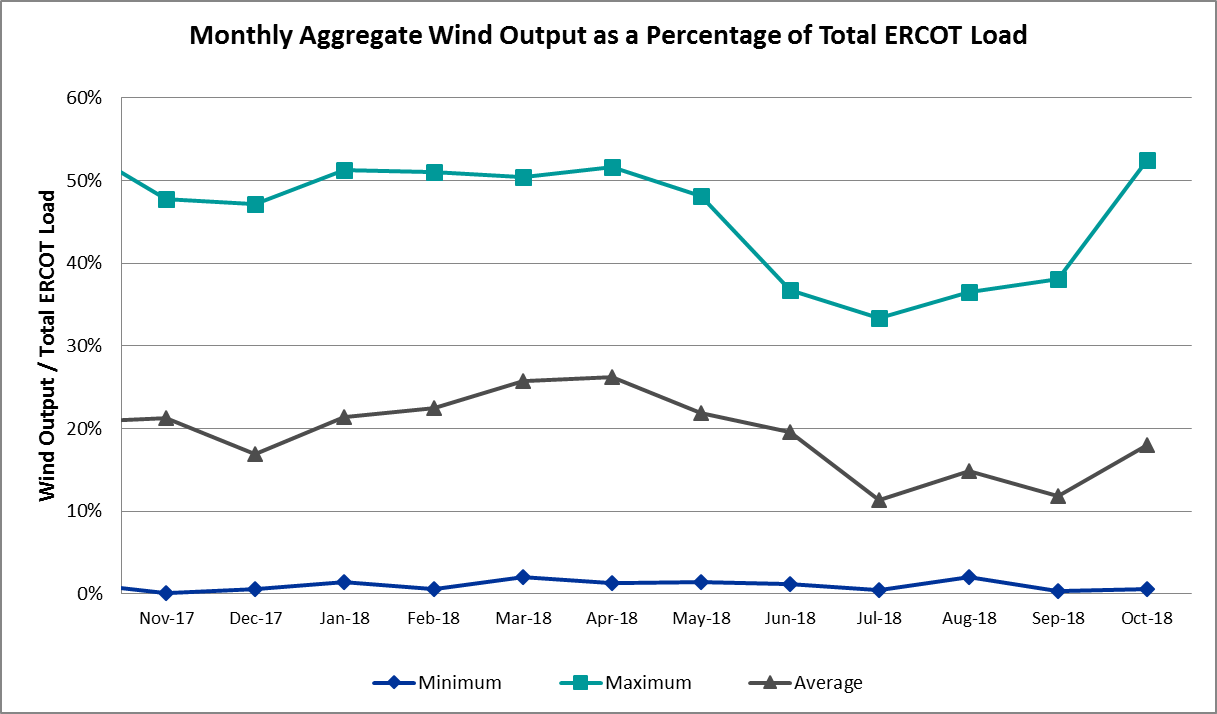 Monthly Aggregate Wind Output as a Percentage of Total ERCOT Load
Wind Output / Total ERCOT Load
60%
50%
40%
30%
20%
10%
0%
Nov-17 Dec-17 Jan-18 Feb-18 Mar-18 Apr-18 May-18 Jun-18 Jul-18 Aug-18 Sep-18 Oct-18
Minimum Maximum Average